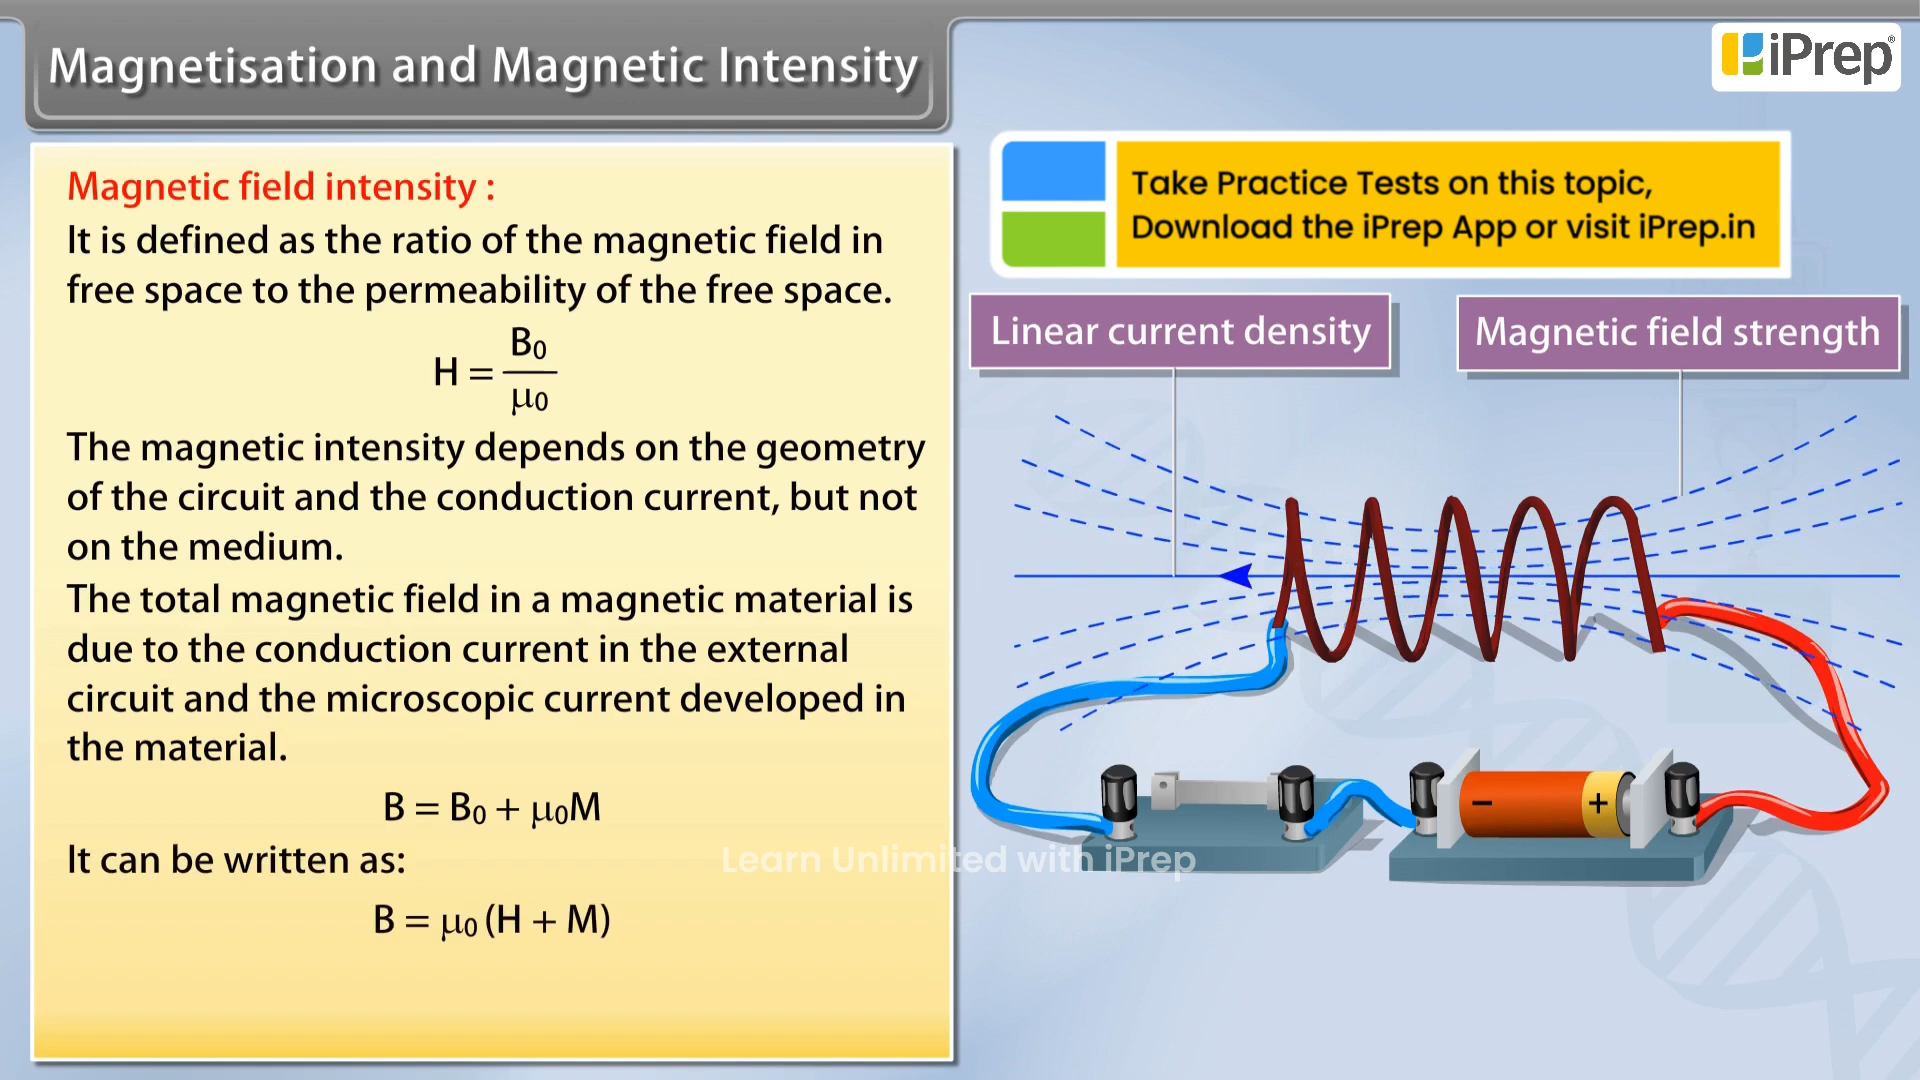 Magnetisation and Magnetic Intensity
iPrep®
Magnetic field intensity :
It is defined as the ratio of the magnetic field in
free space to the permeability of the free space.
H = B₀/μ₀
The magnetic intensity depends on the geometry
of the circuit and the conduction current, but not
on the medium.
The total magnetic field in a magnetic material is
due to the conduction current in the external
circuit and the microscopic current developed in
the material.
B = B₀ + μ₀M
It can be written as:
B = μ₀ (H + M)
Take Practice Tests on this topic,
Download the iPrep App or visit iPrep.in
Linear current density
Magnetic field strength
− +
Learn Unlimited with iPrep